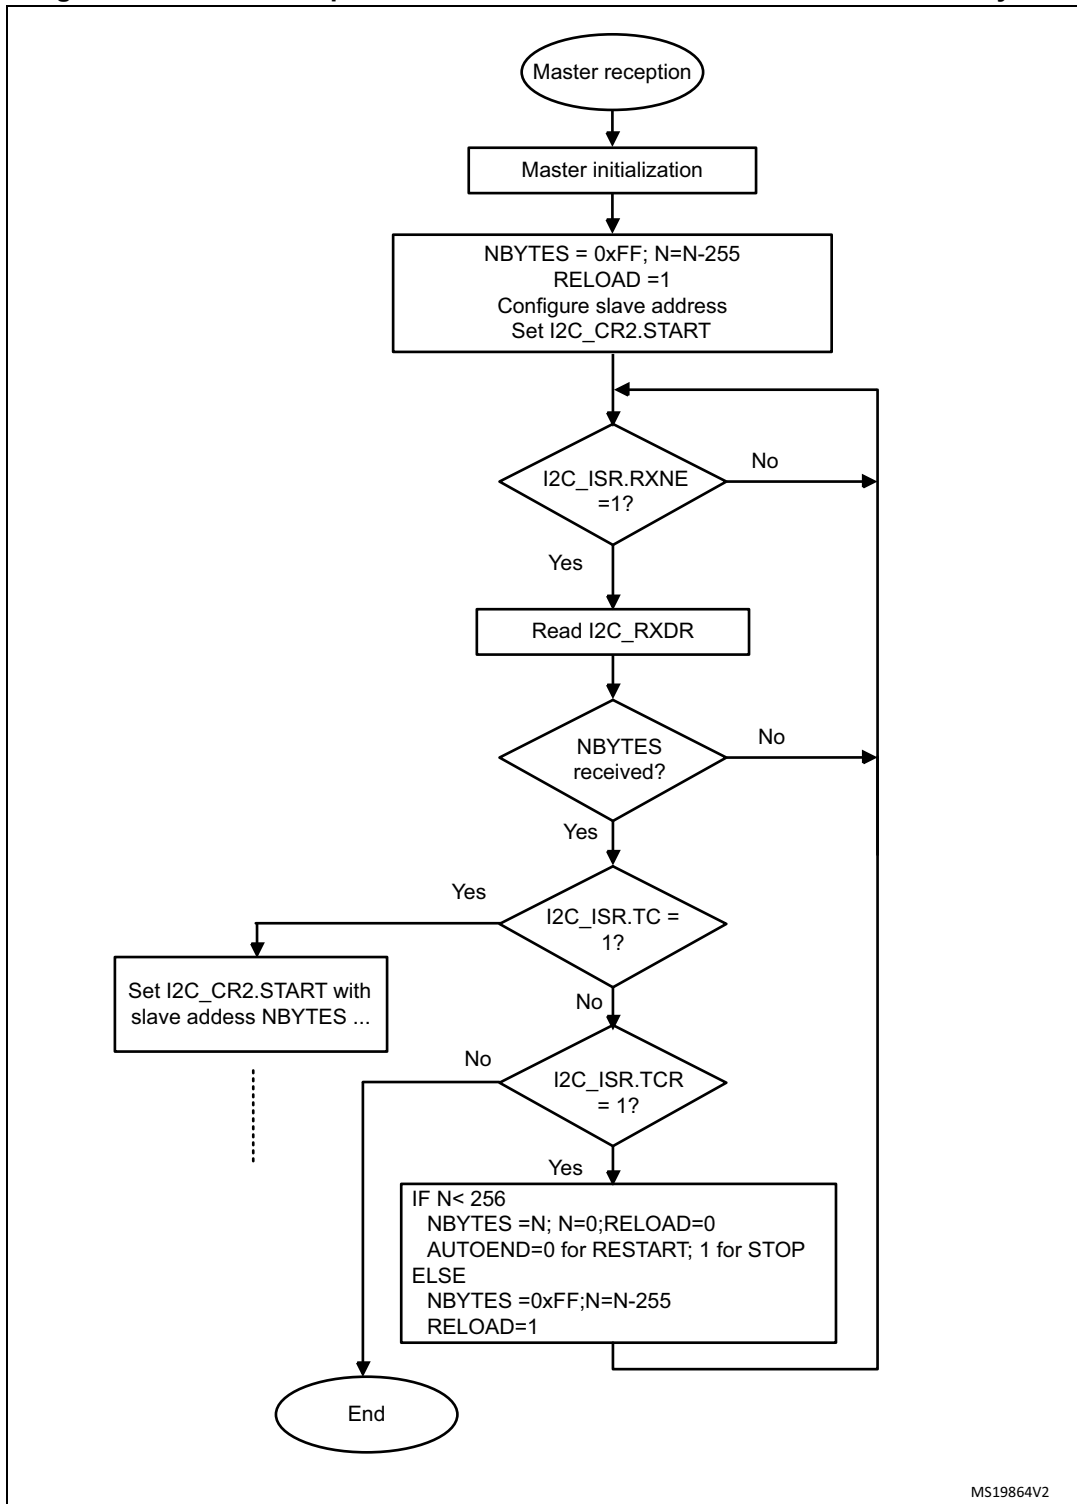 Master reception
Master initialization
NBYTES = 0xFF; N=N-255
RELOAD =1
Configure slave address
Set I2C_CR2.START
I2C_ISR.RXNE
=1?
No
Yes
Read I2C_RXDR
NBYTES
received?
No
Yes
I2C_ISR.TC =
1?
Yes
Set I2C_CR2.START with
slave addess NBYTES ...
No
I2C_ISR.TCR
= 1?
No
Yes
IF N< 256
NBYTES =N; N=0;RELOAD=0
AUTOEND=0 for RESTART; 1 for STOP
ELSE
NBYTES =0xFF;N=N-255
RELOAD=1
End
MS19864V2